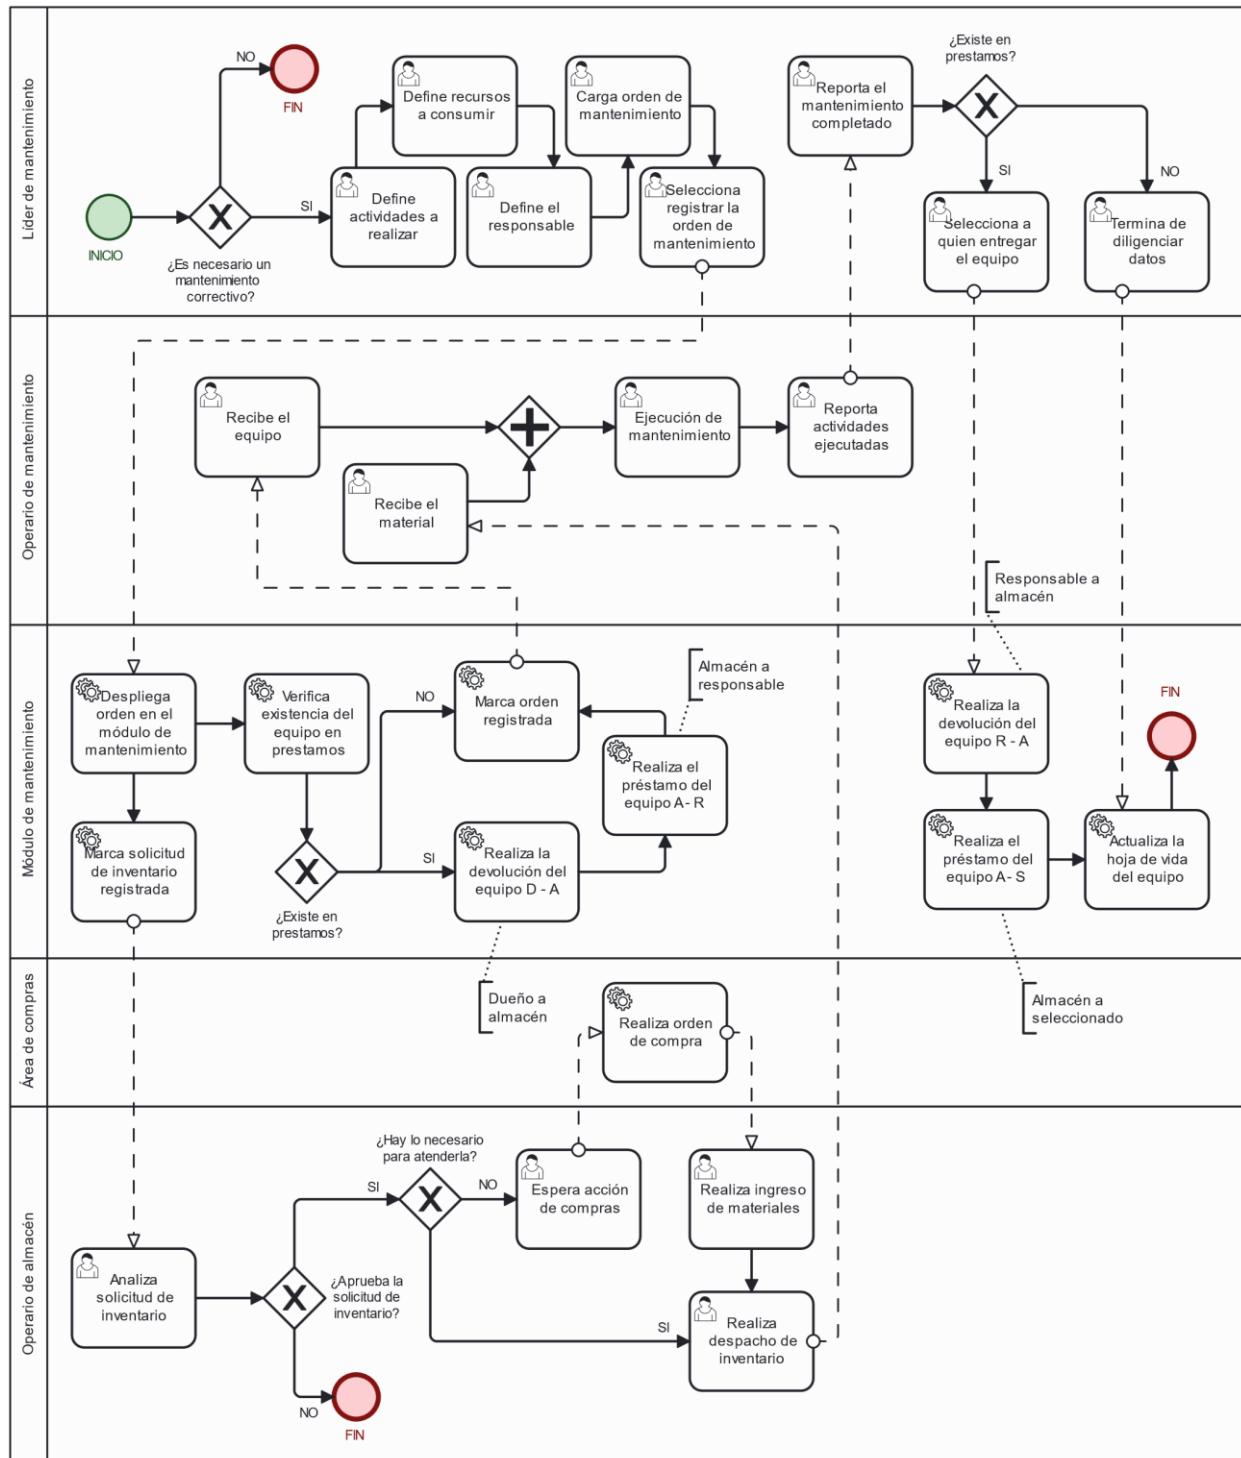 Líder de mantenimiento
NO
FIN
INICIO
¿Es necesario un
mantenimiento
correctivo?
SI
Define
actividades a
realizar
Define recursos
a consumir
Define el
responsable
Carga orden de
mantenimiento
Selecciona
registrar la
orden de
mantenimiento
Reporta el
mantenimiento
completado
¿Existe en
prestamos?
SI
NO
Selecciona a
quien entregar
el equipo
Termina de
diligenciar
datos
Operario de mantenimiento
Recibe el
equipo
Recibe el
material
Ejecución de
mantenimiento
Reporta
actividades
ejecutadas
Responsable a
almacén
Módulo de mantenimiento
Despliega
orden en el
módulo de
mantenimiento
Verifica
existencia del
equipo en
prestamos
NO
Marca orden
registrada
Almacén a
responsable
Realiza el
préstamo del
equipo A- R
Marca solicitud
de inventario
registrada
¿Existe en
prestamos?
SI
Realiza la
devolución del
equipo D - A
Realiza la
devolución del
equipo R - A
FIN
Realiza el
préstamo del
equipo A- S
Actualiza la
hoja de vida
del equipo
Área de compras
Dueño a
almacén
Realiza orden
de compra
Almacén a
seleccionado
Operario de almacén
Analiza
solicitud de
inventario
¿Aprueba la
solicitud de
inventario?
SI
NO
FIN
¿Hay lo necesario
para atenderla?
NO
SI
Espera acción
de compras
Realiza ingreso
de materiales
Realiza
despacho de
inventario